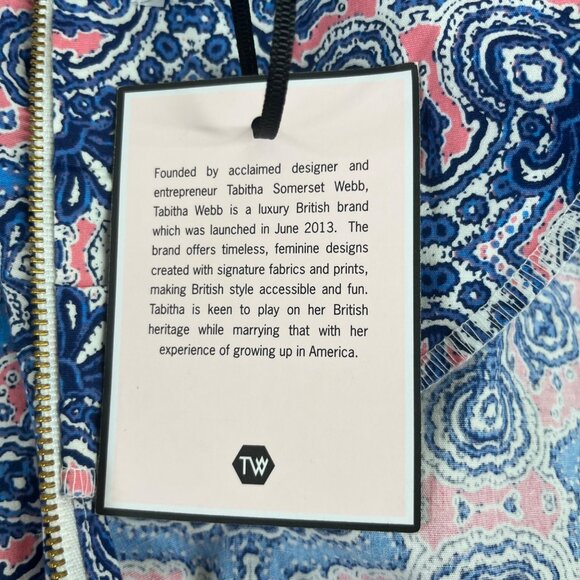 Founded by acclaimed designer and
entrepreneur Tabitha Somerset Webb,
Tabitha Webb is a luxury British brand
which was launched in June 2013. The
brand offers timeless, feminine designs
created with signature fabrics and prints,
making British style accessible and fun.
Tabitha is keen to play on her British
heritage while marrying that with her
experience of growing up in America.
TW